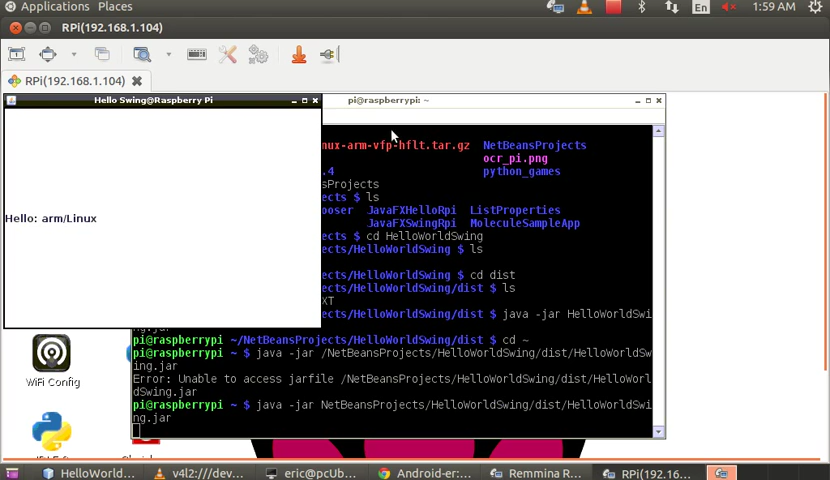 Applications Places En 1:59 AM
RPi(192.168.1.104)
RPi(192.168.1.104)
Hello Swing@Raspberry Pi
pi@raspberrypi: ~
Hello: arm/Linux
nux-arm-vfp-hflt.tar.gz NetBeansProjects
ocr_pi.png
.4 python_games
sProjects
ects $ ls
ooser JavaFXHelloRpi ListProperties
JavaFXSwingRpi MoleculeSampleApp
ects $ cd HelloWorldSwing
ects/HelloWorldSwing $ ls
ects/HelloWorldSwing $ cd dist
ects/HelloWorldSwing/dist $ ls
XT
ects/HelloWorldSwing/dist $ java -jar HelloWorldSwi
ng.jar
pi@raspberrypi ~/NetBeansProjects/HelloWorldSwing/dist $ cd ~
pi@raspberrypi ~ $ java -jar /NetBeansProjects/HelloWorldSwing/dist/HelloWorldSw
ing.jar
Error: Unable to access jarfile /NetBeansProjects/HelloWorldSwing/dist/HelloWorl
dSwing.jar
pi@raspberrypi ~ $ java -jar NetBeansProjects/HelloWorldSwing/dist/HelloWorldSwi
ng.jar
WiFi Config
HelloWorld... v4l2:///dev... eric@pcUb... Android-er:... Remmina R... RPi(192.16...